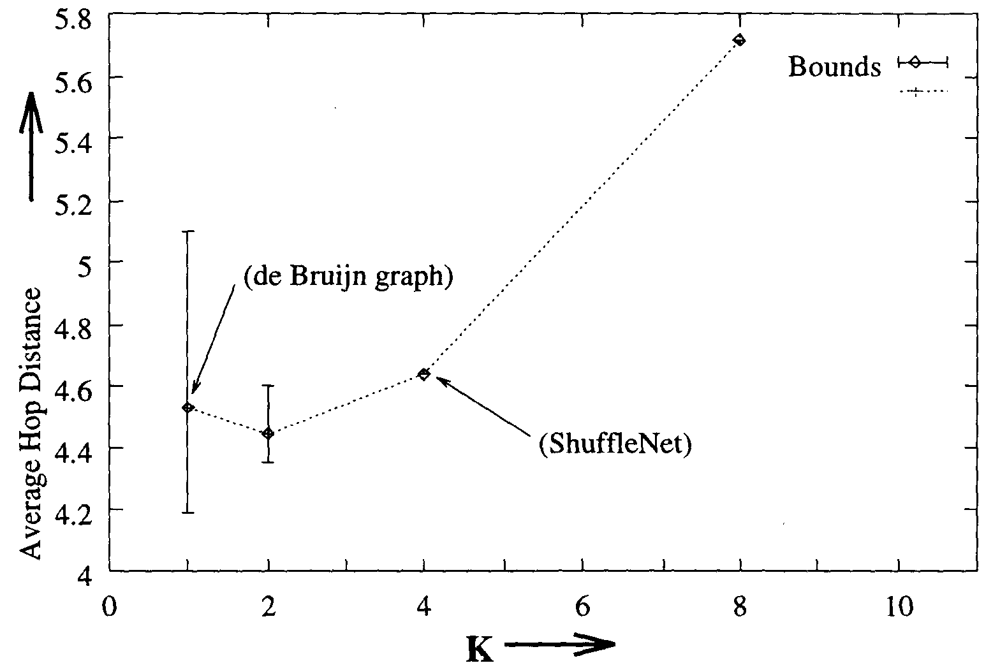 5.8
5.6
5.4
5.2
5
4.8
4.6
4.4
4.2
4
Average Hop Distance
Bounds
(de Bruijn graph)
(ShuffleNet)
0 2 4 6 8 10
K